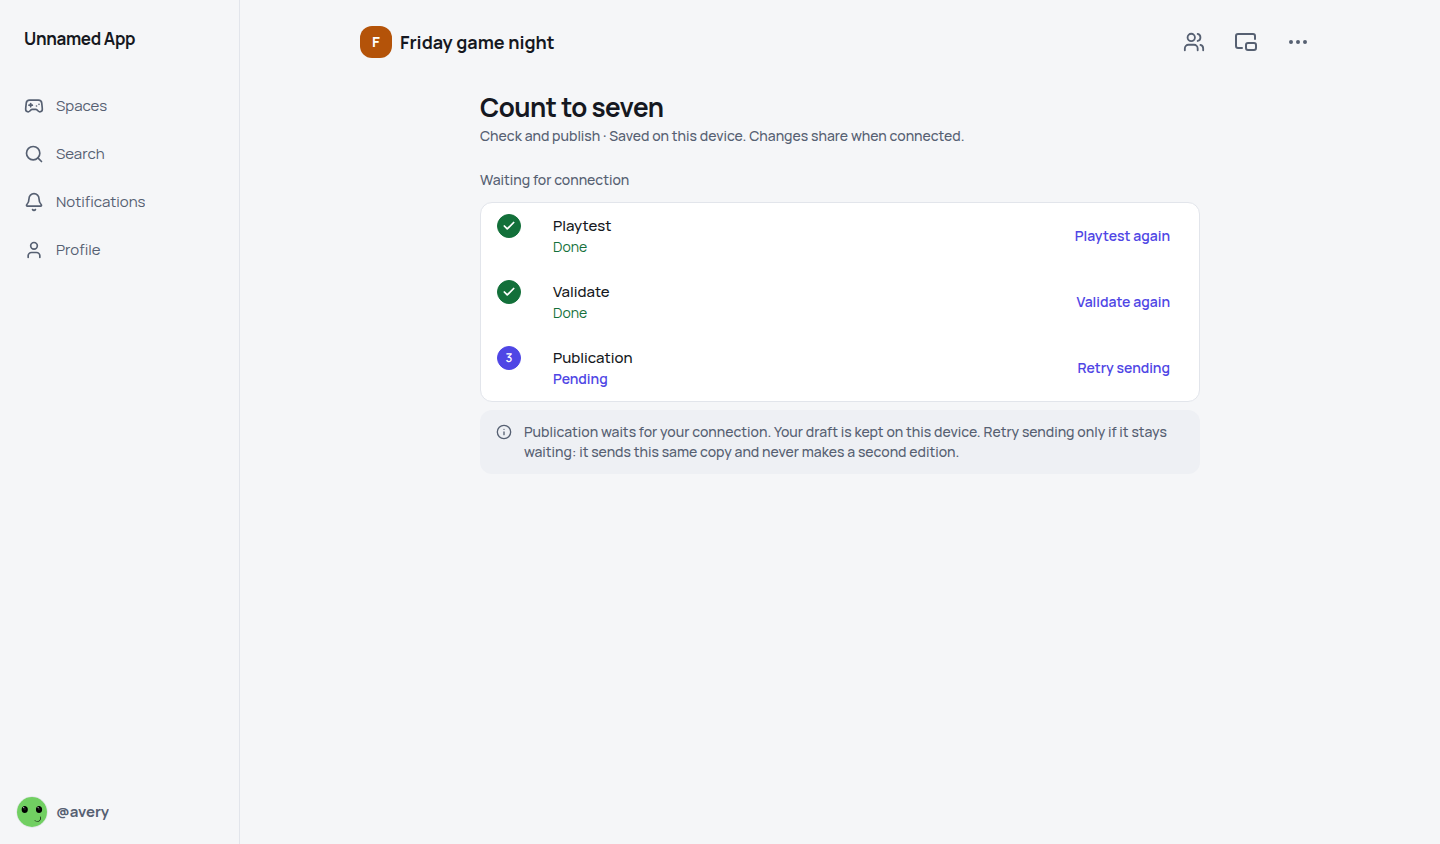 Unnamed App
Spaces
Search
Notifications
Profile
@avery
F
Friday game night
Count to seven
Check and publish · Saved on this device. Changes share when connected.
Waiting for connection
Playtest
Done
Playtest again
Validate
Done
Validate again
3
Publication
Pending
Retry sending
Publication waits for your connection. Your draft is kept on this device. Retry sending only if it stays
waiting: it sends this same copy and never makes a second edition.